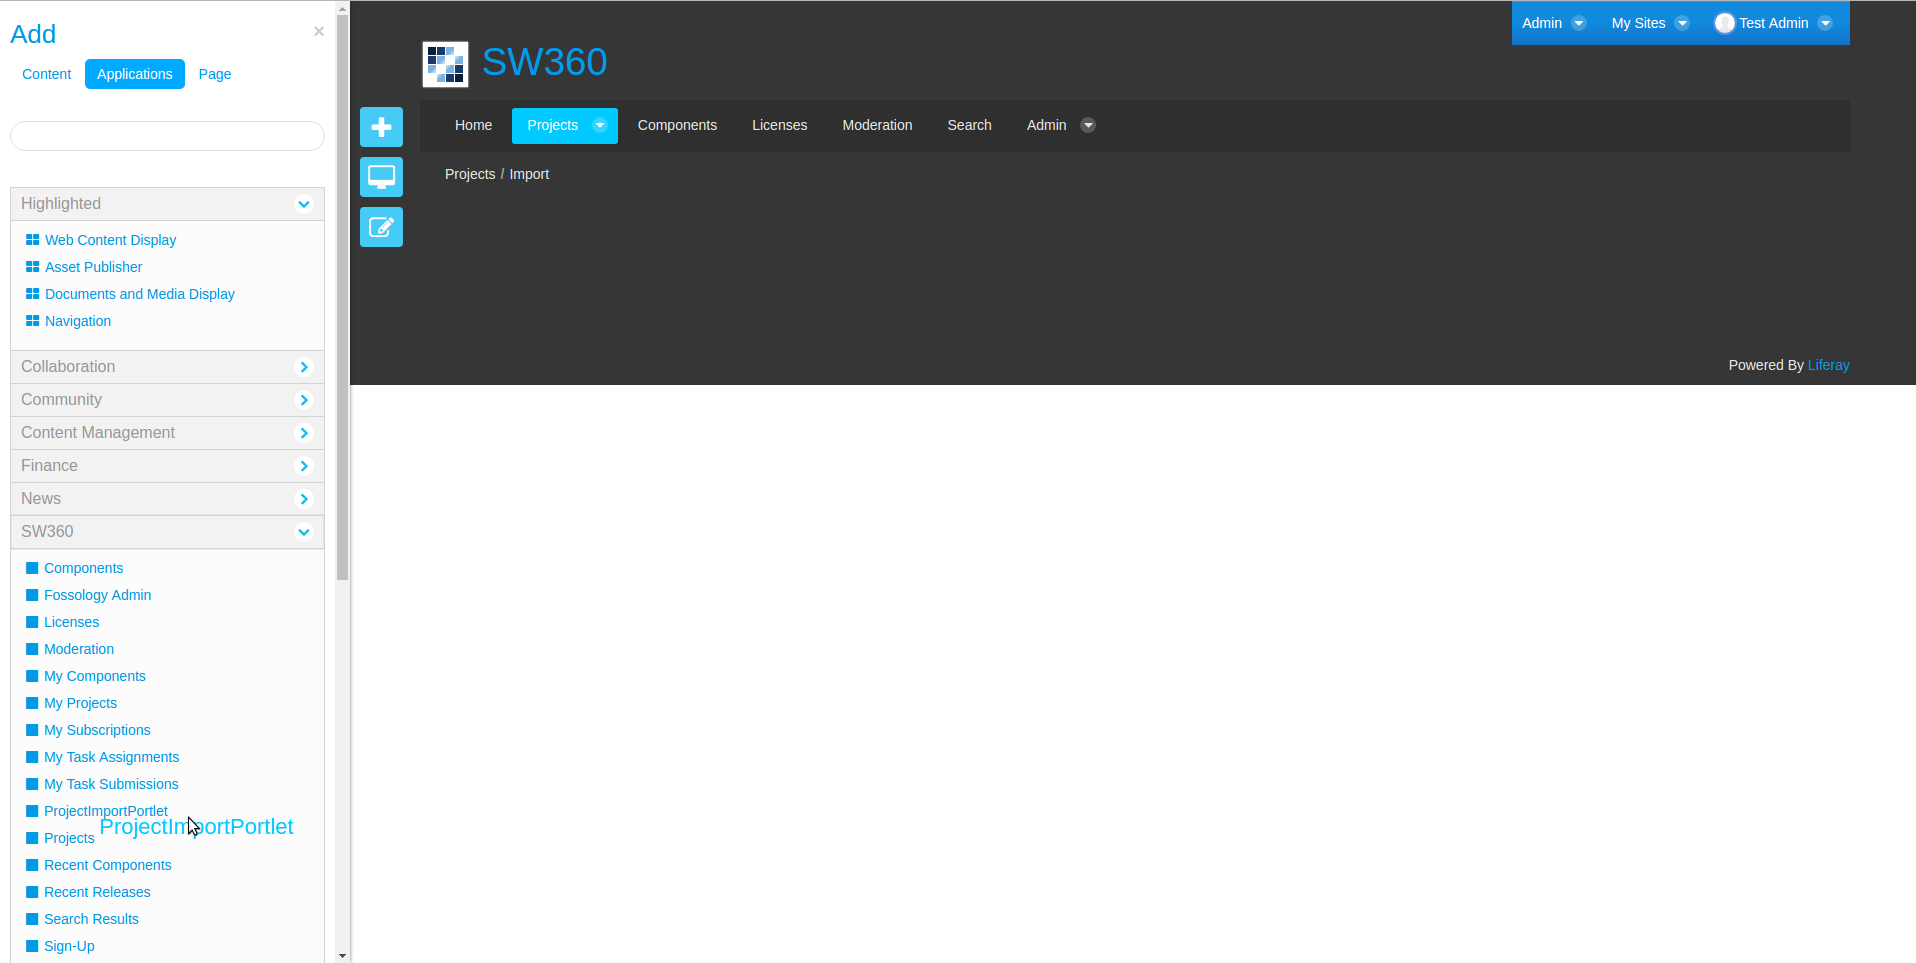 Add ×
Content Applications Page
Highlighted
Web Content Display
Asset Publisher
Documents and Media Display
Navigation
Collaboration
Community
Content Management
Finance
News
SW360
Components
Fossology Admin
Licenses
Moderation
My Components
My Projects
My Subscriptions
My Task Assignments
My Task Submissions
ProjectImportPortlet
ProjectImportPortlet
Projects
Recent Components
Recent Releases
Search Results
Sign-Up
Admin My Sites Test Admin
SW360
Home Projects Components Licenses Moderation Search Admin
Projects / Import
Powered By Liferay